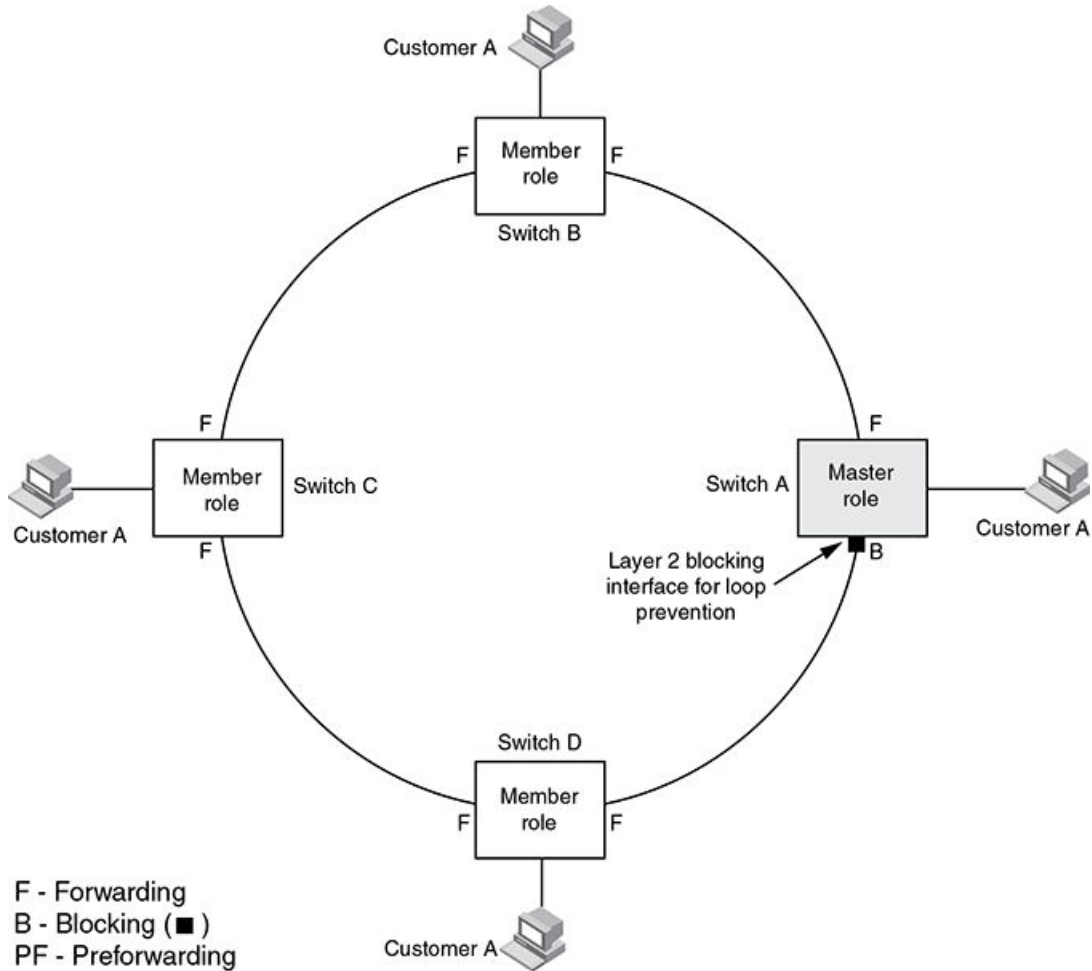 Customer A
F
Member
role
F
Switch B
F
Member
role
Switch C
F
Customer A
F
Switch A
Master
role
B
Customer A
Layer 2 blocking
interface for loop
prevention
Switch D
F
Member
role
F
Customer A
F - Forwarding
B - Blocking ( ■ )
PF - Preforwarding